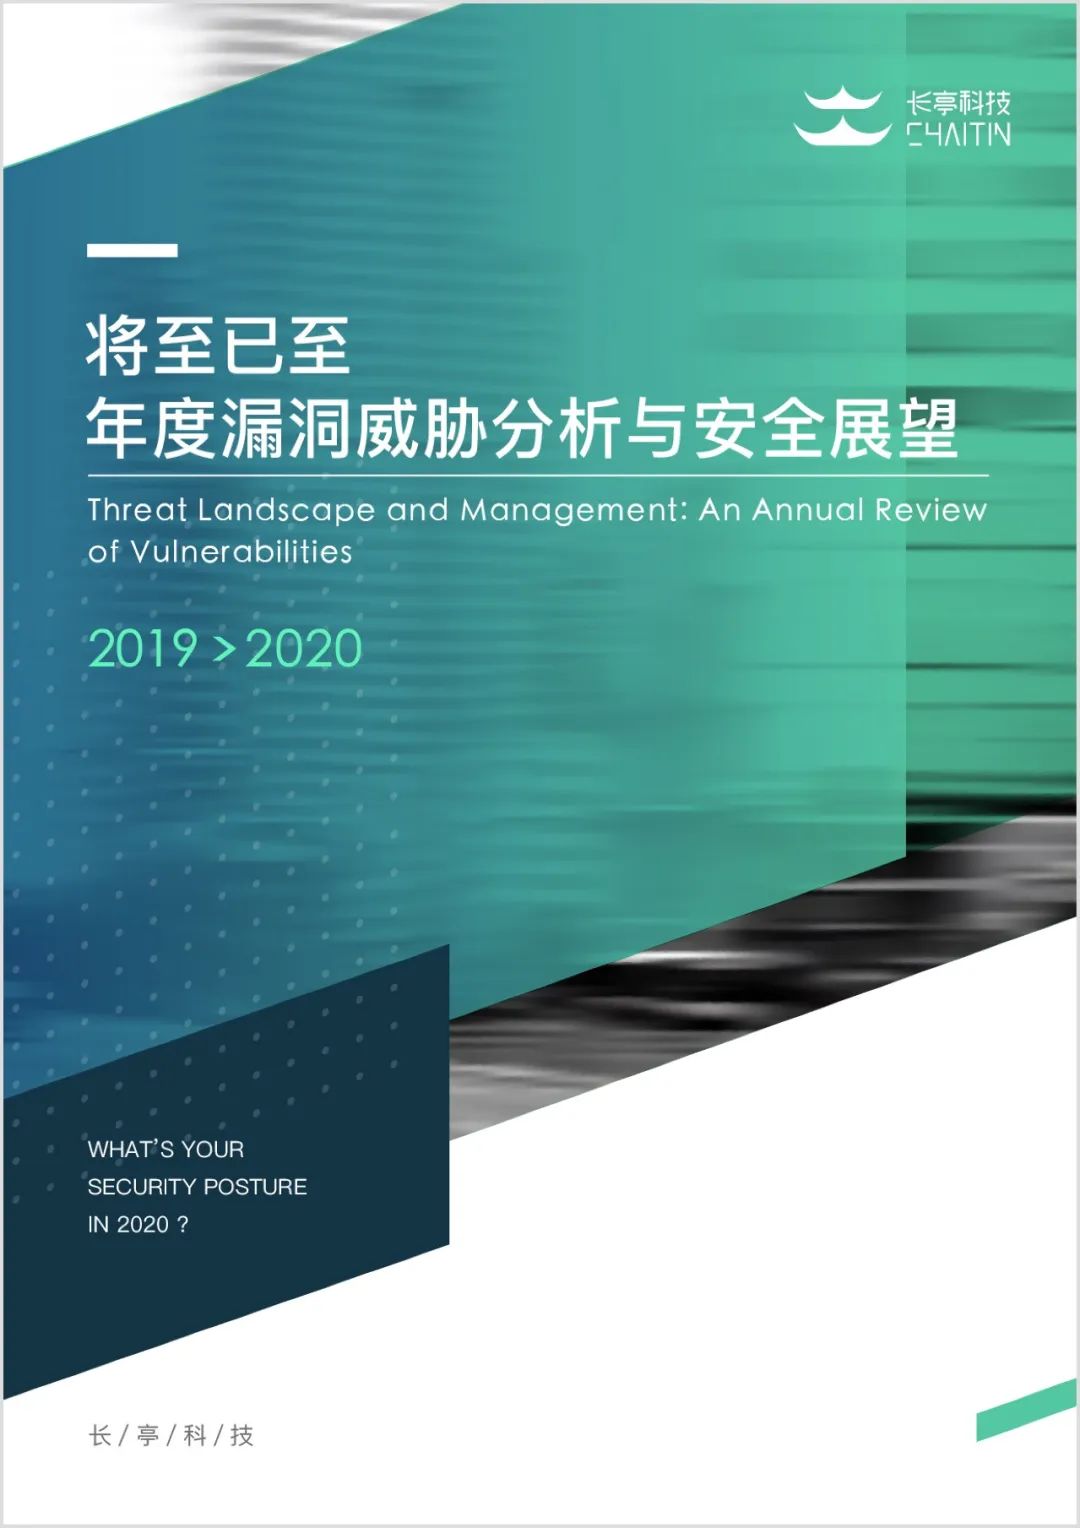 长亭科技
CHAITIN
将至已至
年度漏洞威胁分析与安全展望
Threat Landscape and Management: An Annual Review
of Vulnerabilities
2019 > 2020
WHAT'S YOUR
SECURITY POSTURE
IN 2020 ?
长 / 亭 / 科 / 技